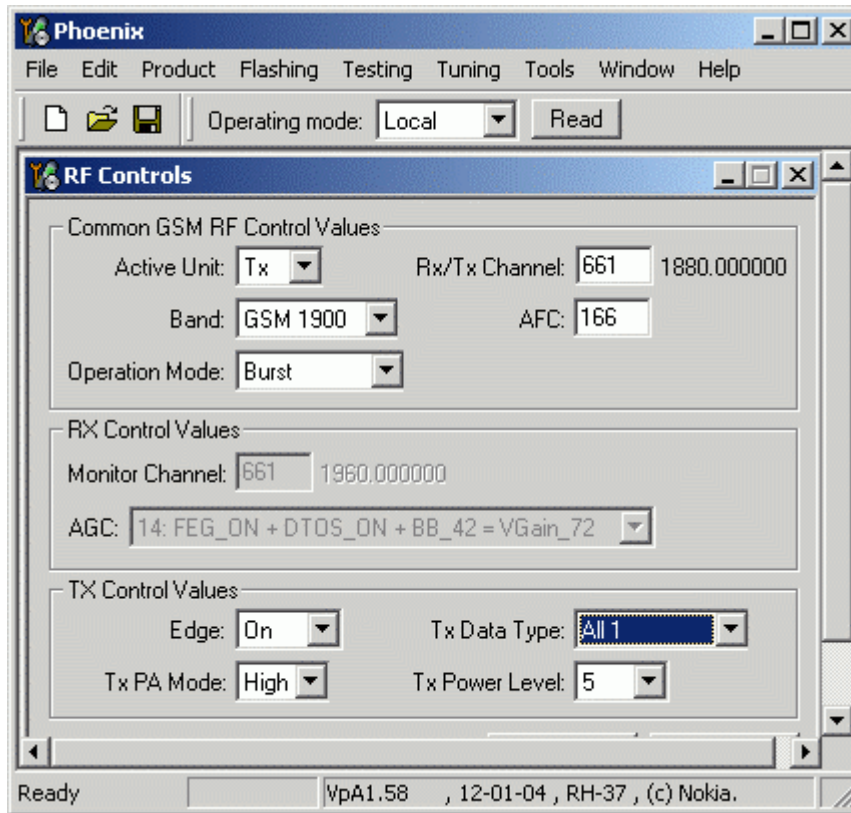 Phoenix
File Edit Product Flashing Testing Tuning Tools Window Help
Operating mode: Local Read
RF Controls
Common GSM RF Control Values
Active Unit: Tx Rx/Tx Channel: 661 1880.000000
Band: GSM 1900 AFC: 166
Operation Mode: Burst
RX Control Values
Monitor Channel: 661 1960.000000
AGC: 14: FEG_ON + DTOS_ON + BB_42 = VGain_72
TX Control Values
Edge: On Tx Data Type: All 1
Tx PA Mode: High Tx Power Level: 5
Ready VpA1.58 , 12-01-04 , RH-37 , (c) Nokia.